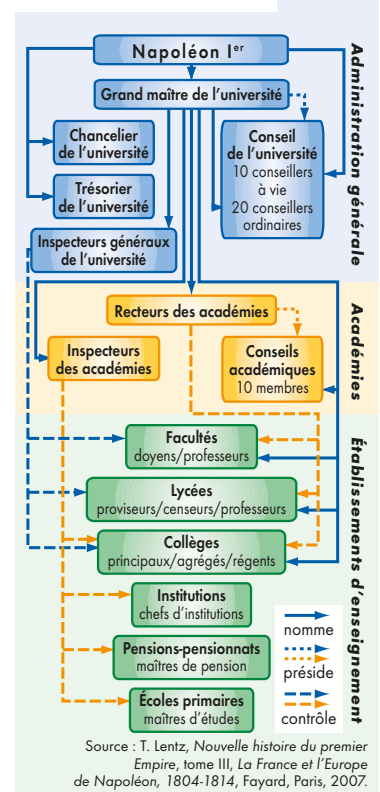 Napoléon Ier
Grand maître de l'université
Chancelier
de l'université
Trésorier
de l'université
Conseil
de l'université
10 conseillers
à vie
20 conseillers
ordinaires
Inspecteurs généraux
de l'université
Administration générale
Recteurs des académies
Inspecteurs
des académies
Conseils
académiques
10 membres
Académies
Facultés
doyens/professeurs
Lycées
proviseurs/censeurs/professeurs
Collèges
principaux/agrégés/régents
Institutions
chefs d'institutions
Pensions-pensionnats
maîtres de pension
Écoles primaires
maîtres d'études
Établissements d'enseignement
nomme
préside
contrôle
Source : T. Lentz, Nouvelle histoire du premier
Empire, tome III, La France et l'Europe
de Napoléon, 1804-1814, Fayard, Paris, 2007.